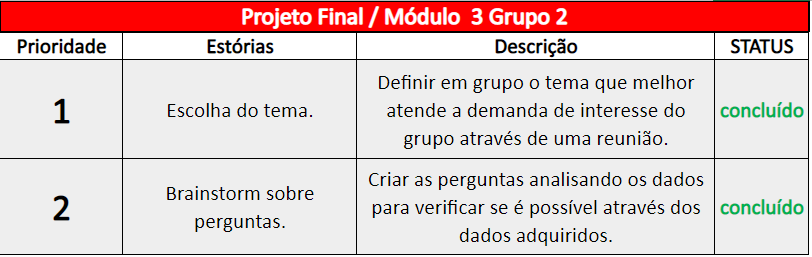 Projeto Final / Módulo  3 Grupo 2
Prioridade Estórias Descrição STATUS
1 Escolha do tema. Definir em grupo o tema que melhor
atende a demanda de interesse do
grupo através de uma reunião. concluído
2 Brainstorm sobre
perguntas. Criar as perguntas analisando os dados
para verificar se é possível através dos
dados adquiridos. concluído